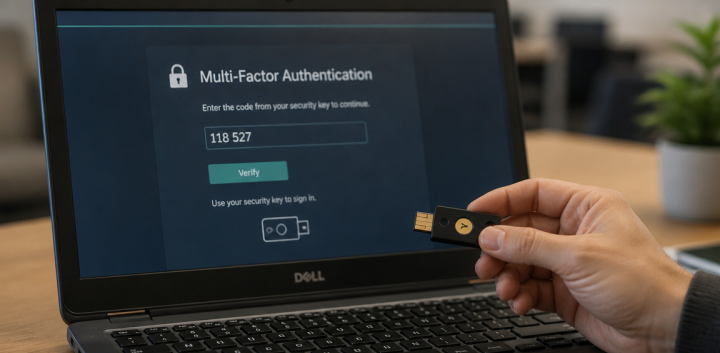 Multi-Factor Authentication
Enter the code from your security key to continue.
118 527
Verify
Use your security key to sign in.
DELL
Y